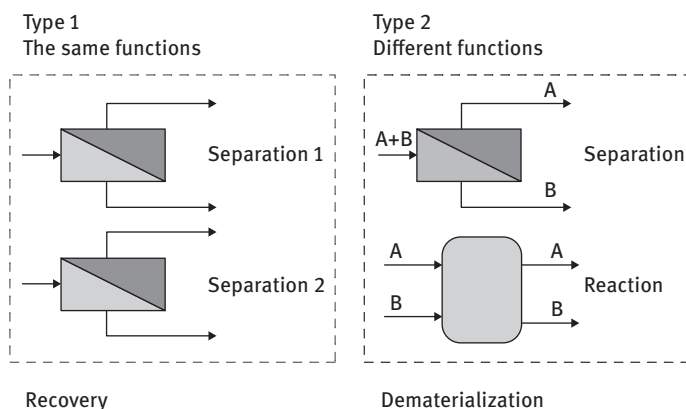 Type 1
The same functions
Separation 1
Separation 2
Recovery
Type 2
Different functions
A
A+B
Separation
B
A
A
Reaction
B
B
Dematerialization